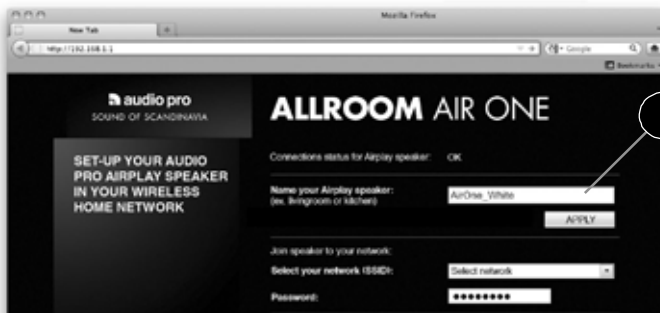 Mozilla Firefox
New Tab
http://192.168.1.1
Google
Bookmarks
audio pro
SOUND OF SCANDINAVIA
ALLROOM AIR ONE
SET-UP YOUR AUDIO
PRO AIRPLAY SPEAKER
IN YOUR WIRELESS
HOME NETWORK
Connections status for Airplay speaker: OK
Name your Airplay speaker:
(ex. livingroom or kitchen)
AirOne_White
APPLY
Join speaker to your network:
Select your network (SSID): Select network
Password: ●●●●●●●●